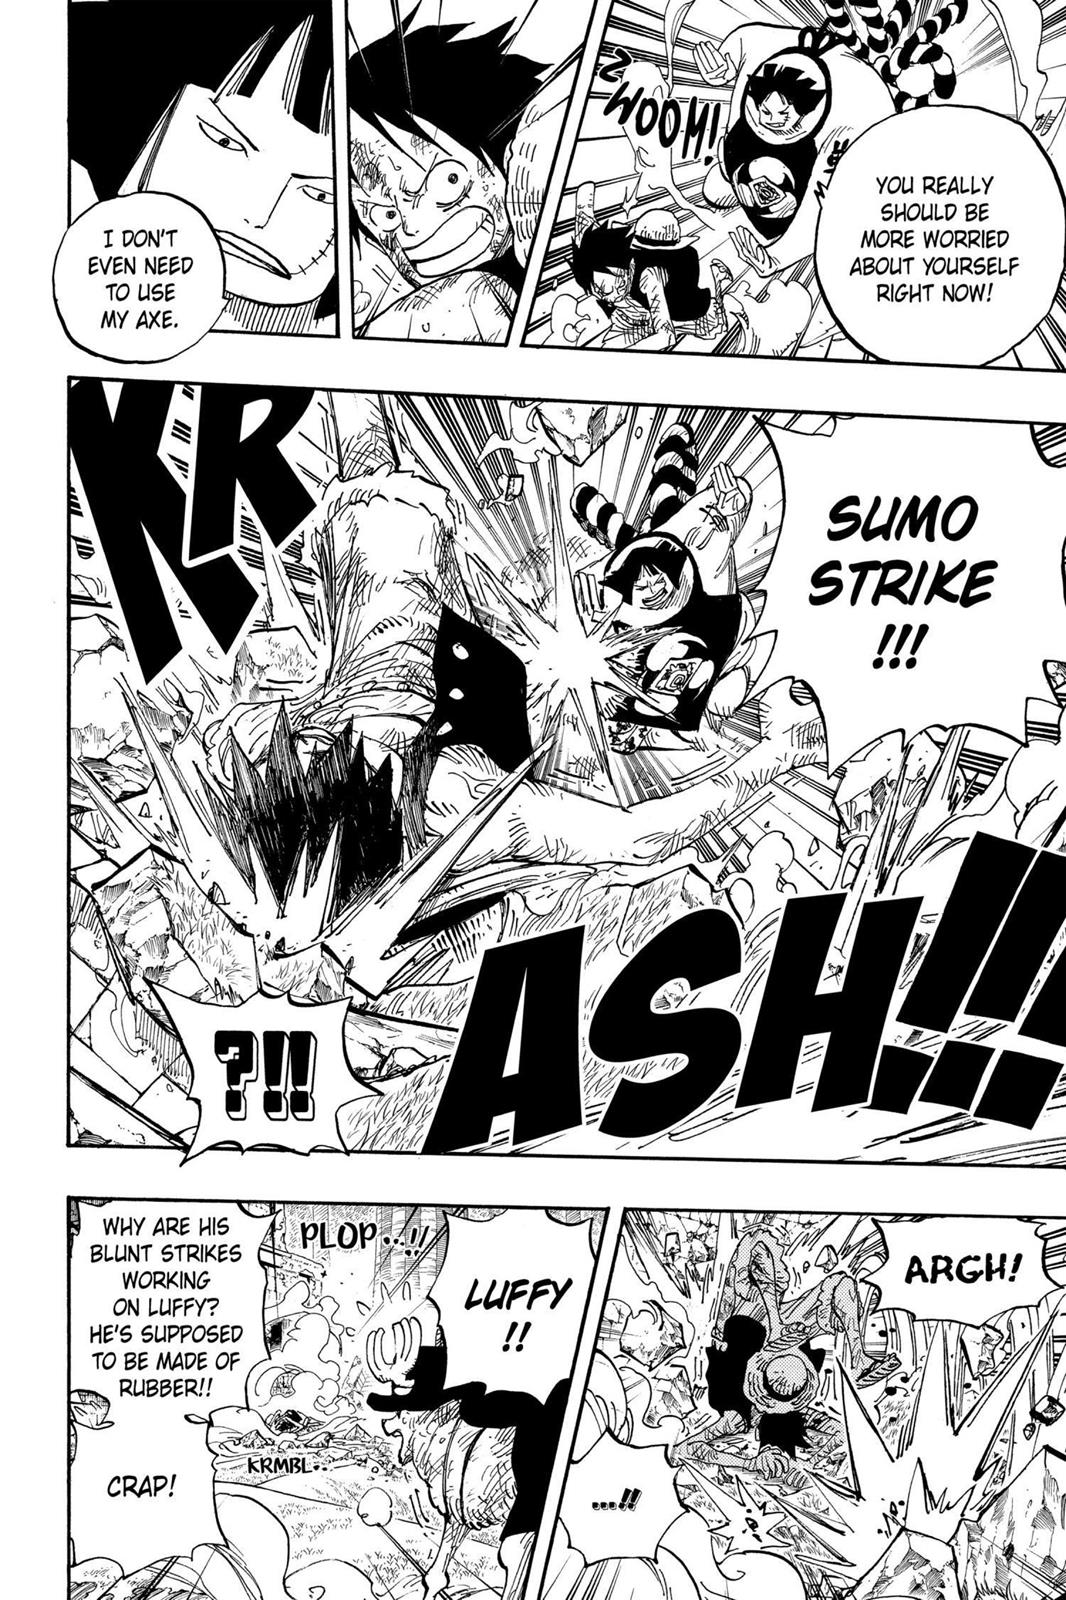 WOOM!
YOU REALLY
SHOULD BE
MORE WORRIED
ABOUT YOURSELF
RIGHT NOW!
I DON'T
EVEN NEED
TO USE
MY AXE.
SUMO
STRIKE
!!!
KR
ASH!!!
?!!
ARGH!
....!!
LUFFY
!!
PLOP...!!
KRMBL..
WHY ARE HIS
BLUNT STRIKES
WORKING
ON LUFFY?
HE'S SUPPOSED
TO BE MADE OF
RUBBER!!
CRAP!